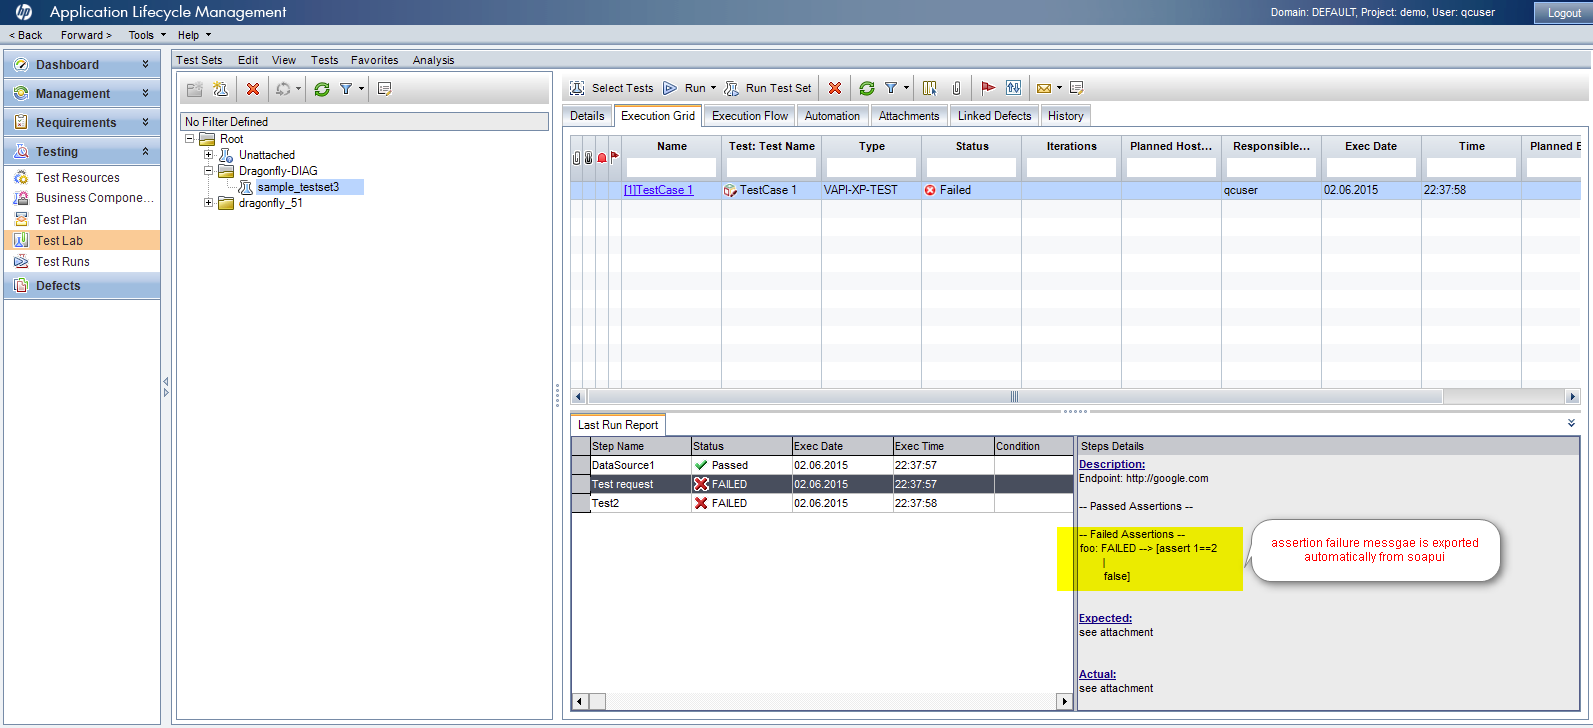 hp Application Lifecycle Management
Domain: DEFAULT, Project: demo, User: qcuser
Logout
< Back Forward > Tools Help
Dashboard
Management
Requirements
Testing
Test Resources
Business Compone...
Test Plan
Test Lab
Test Runs
Defects
Test Sets Edit View Tests Favorites Analysis
No Filter Defined
Root
Unattached
Dragonfly-DIAG
sample_testset3
dragonfly_51
Select Tests Run Run Test Set
Details Execution Grid Execution Flow Automation Attachments Linked Defects History
Name Test: Test Name Type Status Iterations Planned Host... Responsible... Exec Date Time Planned E
[1]TestCase 1 TestCase 1 VAPI-XP-TEST Failed qcuser 02.06.2015 22:37:58
Last Run Report
Step Name Status Exec Date Exec Time Condition
DataSource1 Passed 02.06.2015 22:37:57
Test request FAILED 02.06.2015 22:37:57
Test2 FAILED 02.06.2015 22:37:58
Steps Details
Description:
Endpoint: http://google.com
-- Passed Assertions --
-- Failed Assertions --
foo: FAILED --> [assert 1==2
|
false]
Expected:
see attachment
Actual:
see attachment
assertion failure messgae is exported
automatically from soapui